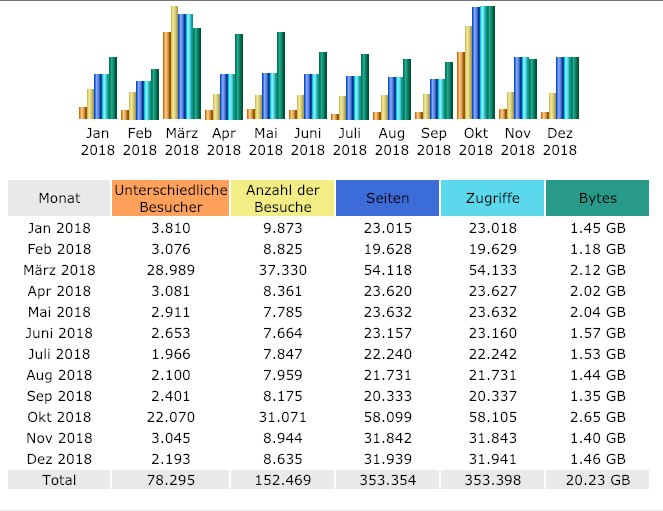 Jan Feb März Apr Mai Juni Juli Aug Sep Okt Nov Dez
2018 2018 2018 2018 2018 2018 2018 2018 2018 2018 2018 2018
Monat Unterschiedliche Besucher Anzahl der Besuche Seiten Zugriffe Bytes
Jan 2018 3.810 9.873 23.015 23.018 1.45 GB
Feb 2018 3.076 8.825 19.628 19.629 1.18 GB
März 2018 28.989 37.330 54.118 54.133 2.12 GB
Apr 2018 3.081 8.361 23.620 23.627 2.02 GB
Mai 2018 2.911 7.785 23.632 23.632 2.04 GB
Juni 2018 2.653 7.664 23.157 23.160 1.57 GB
Juli 2018 1.966 7.847 22.240 22.242 1.53 GB
Aug 2018 2.100 7.959 21.731 21.731 1.44 GB
Sep 2018 2.401 8.175 20.333 20.337 1.35 GB
Okt 2018 22.070 31.071 58.099 58.105 2.65 GB
Nov 2018 3.045 8.944 31.842 31.843 1.40 GB
Dez 2018 2.193 8.635 31.939 31.941 1.46 GB
Total 78.295 152.469 353.354 353.398 20.23 GB